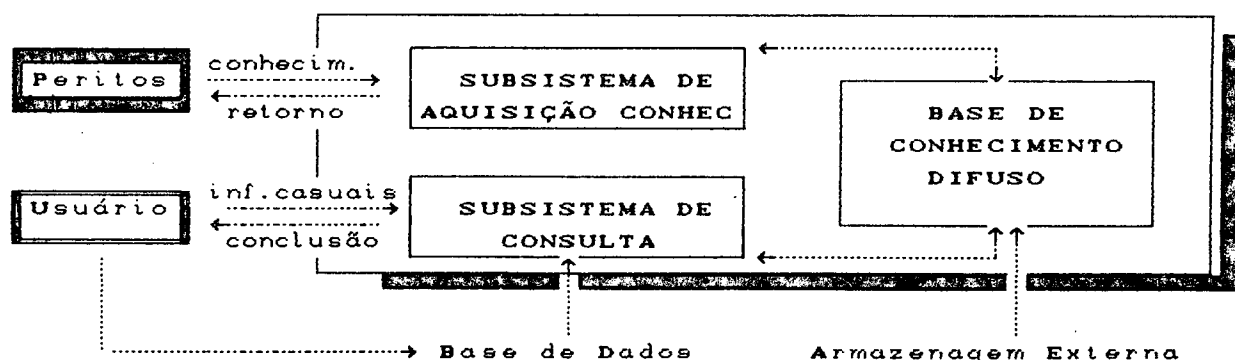 Peritos
conhecim.
retorno
SUBSISTEMA DE
AQUISIÇÃO CONHEC
BASE DE
CONHECIMENTO
DIFUSO
Usuário
inf.casuais
conclusão
SUBSISTEMA DE
CONSULTA
Base de Dados
Armazenagem Externa